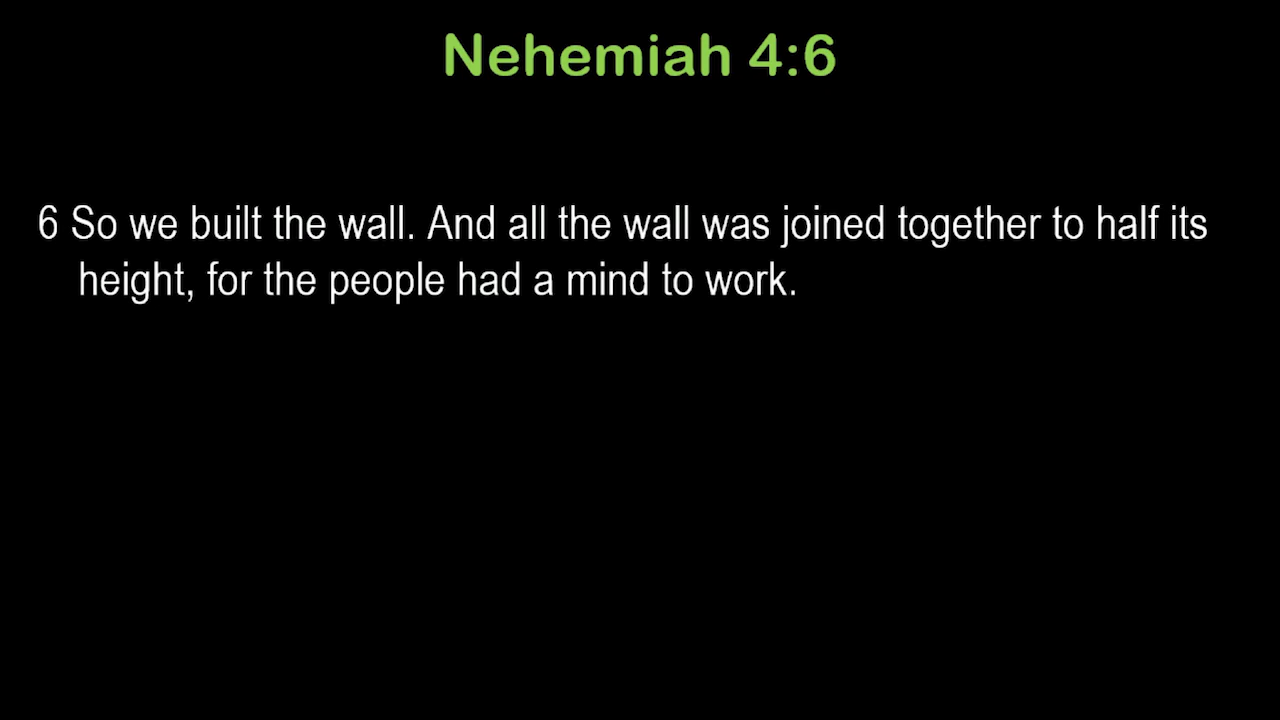 Nehemiah 4:6
6 So we built the wall. And all the wall was joined together to half its
height, for the people had a mind to work.